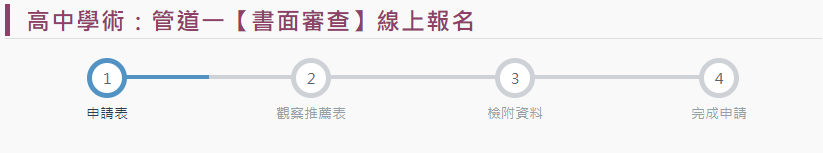 高中學術：管道一【書面審查】線上報名
1 2 3 4
申請表 觀察推薦表 檢附資料 完成申請